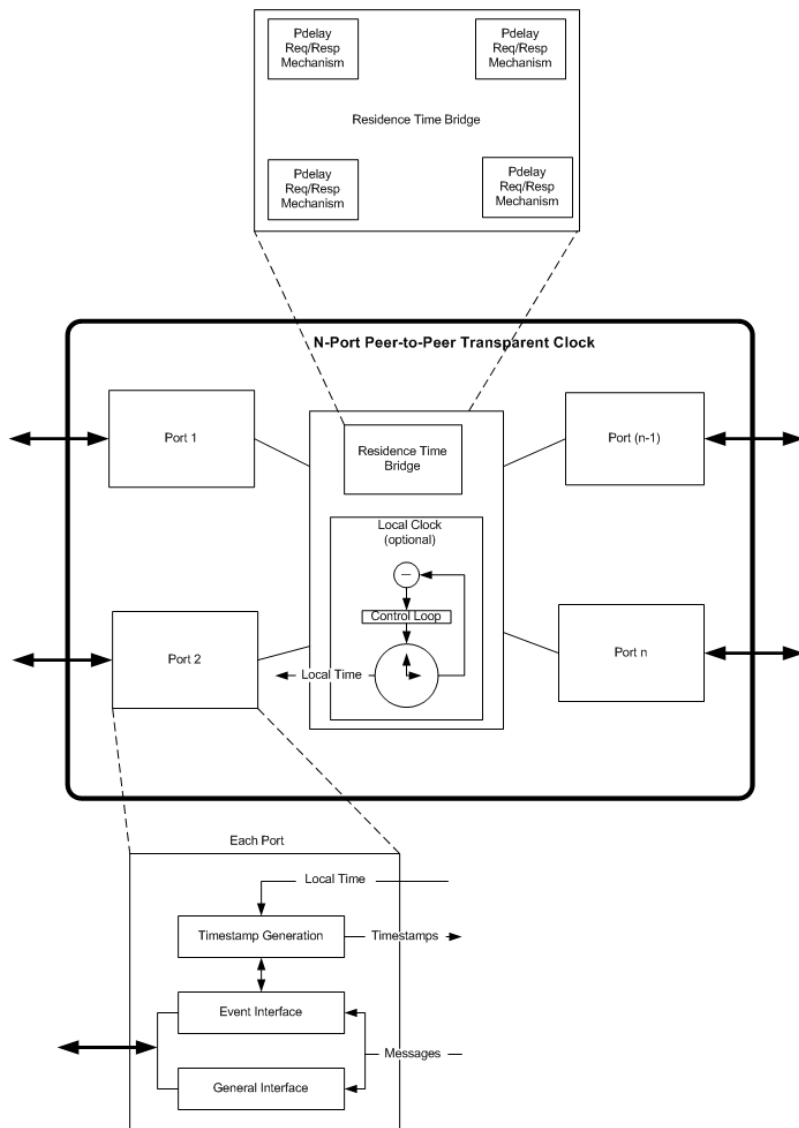 Pdelay
Req/Resp
Mechanism
Pdelay
Req/Resp
Mechanism
Residence Time Bridge
Pdelay
Req/Resp
Mechanism
Pdelay
Req/Resp
Mechanism
N-Port Peer-to-Peer Transparent Clock
Port 1
Residence Time
Bridge
Port (n-1)
Local Clock
(optional)
Control Loop
Port 2
Local Time
Port n
Each Port
Local Time
Timestamp Generation
Timestamps
Event Interface
Messages
General Interface